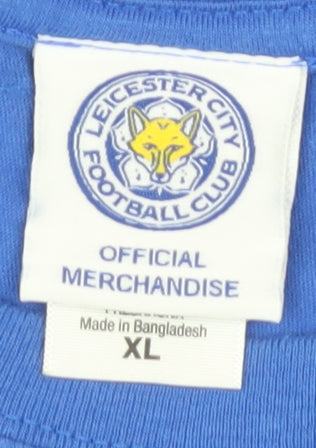 LEICESTER CITY
FOOTBALL CLUB
OFFICIAL
MERCHANDISE
Made in Bangladesh
XL